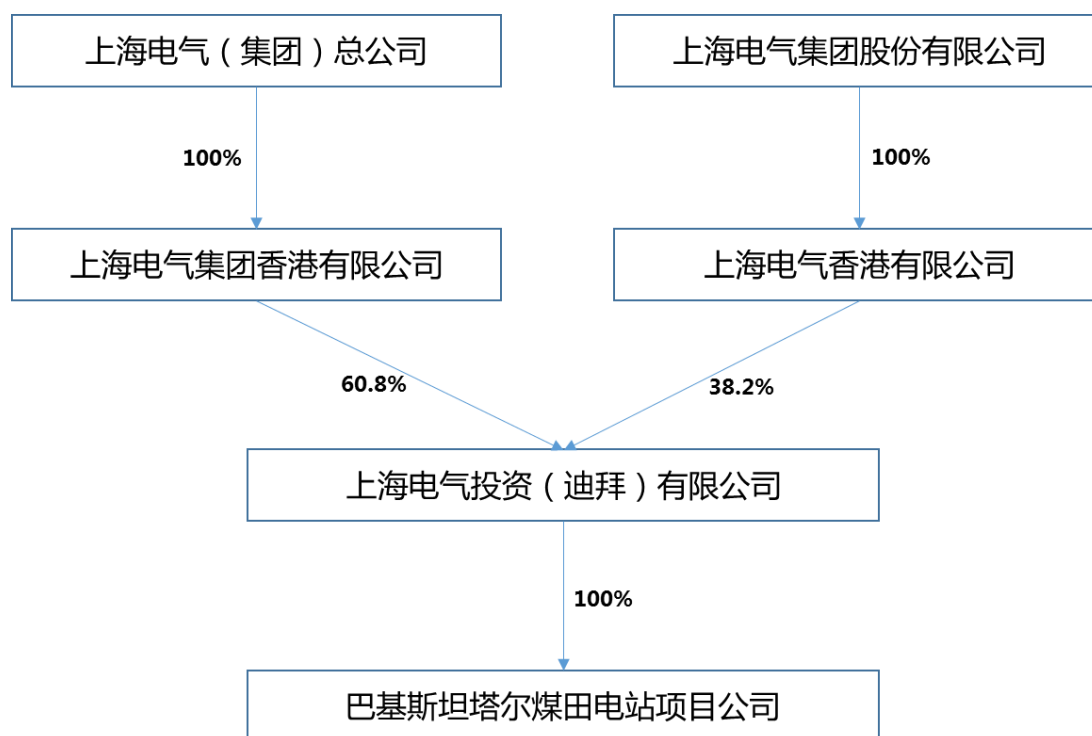 上海电气（集团）总公司
上海电气集团股份有限公司
100%
100%
上海电气集团香港有限公司
上海电气香港有限公司
60.8%
38.2%
上海电气投资（迪拜）有限公司
100%
巴基斯坦塔尔煤田电站项目公司